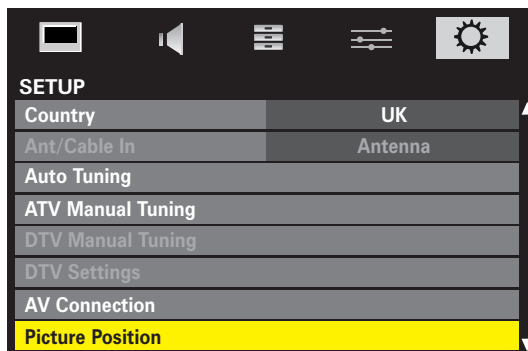 SETUP
Country UK
Ant/Cable In Antenna
Auto Tuning
ATV Manual Tuning
DTV Manual Tuning
DTV Settings
AV Connection
Picture Position